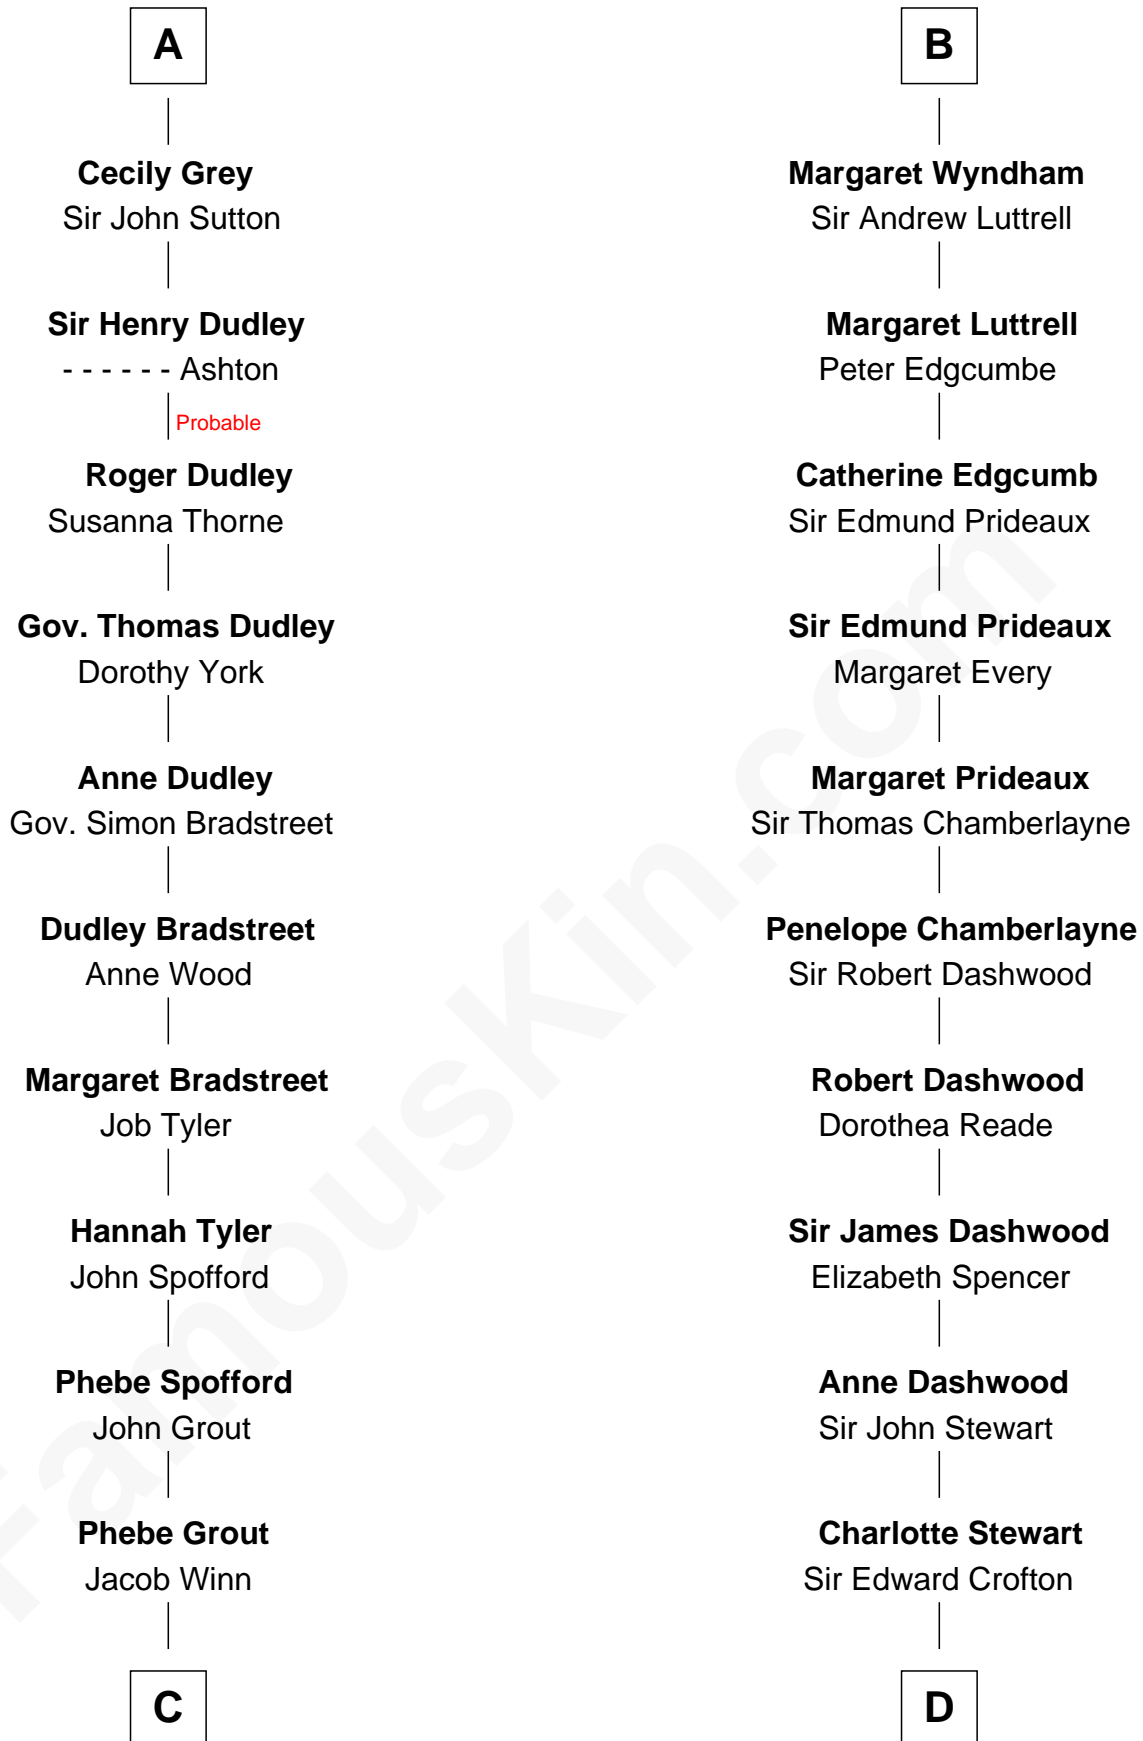 A
Cecily Grey
Sir John Sutton
Sir Henry Dudley
- - - - - - Ashton
Probable
Roger Dudley
Susanna Thorne
Gov. Thomas Dudley
Dorothy York
Anne Dudley
Gov. Simon Bradstreet
Dudley Bradstreet
Anne Wood
Margaret Bradstreet
Job Tyler
Hannah Tyler
John Spofford
Phebe Spofford
John Grout
Phebe Grout
Jacob Winn
C
B
Margaret Wyndham
Sir Andrew Luttrell
Margaret Luttrell
Peter Edgcumbe
Catherine Edgcumb
Sir Edmund Prideaux
Sir Edmund Prideaux
Margaret Every
Margaret Prideaux
Sir Thomas Chamberlayne
Penelope Chamberlayne
Sir Robert Dashwood
Robert Dashwood
Dorothea Reade
Sir James Dashwood
Elizabeth Spencer
Anne Dashwood
Sir John Stewart
Charlotte Stewart
Sir Edward Crofton
D
FamousKin.com